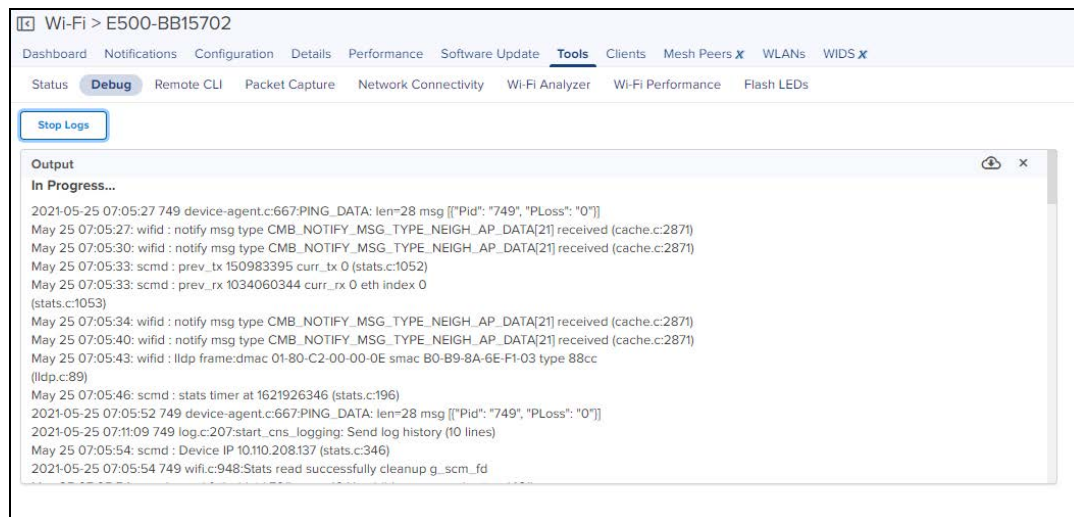 Wi-Fi > E500-BB15702
Dashboard Notifications Configuration Details Performance Software Update Tools Clients Mesh Peers X WLANs WIDS X
Status Debug Remote CLI Packet Capture Network Connectivity Wi-Fi Analyzer Wi-Fi Performance Flash LEDs
Stop Logs
Output
In Progress...
2021-05-25 07:05:27 749 device-agent.c:667:PING_DATA: len=28 msg [{"Pid": "749", "PLoss": "0"}]
May 25 07:05:27: wifid : notify msg type CMB_NOTIFY_MSG_TYPE_NEIGH_AP_DATA[21] received (cache.c:2871)
May 25 07:05:30: wifid : notify msg type CMB_NOTIFY_MSG_TYPE_NEIGH_AP_DATA[21] received (cache.c:2871)
May 25 07:05:33: scmd : prev_tx 150983395 curr_tx 0 (stats.c:1052)
May 25 07:05:33: scmd : prev_rx 1034060344 curr_rx 0 eth index 0
(stats.c:1053)
May 25 07:05:34: wifid : notify msg type CMB_NOTIFY_MSG_TYPE_NEIGH_AP_DATA[21] received (cache.c:2871)
May 25 07:05:40: wifid : notify msg type CMB_NOTIFY_MSG_TYPE_NEIGH_AP_DATA[21] received (cache.c:2871)
May 25 07:05:43: wifid : lldp frame:dmac 01-80-C2-00-00-0E smac B0-B9-8A-6E-F1-03 type 88cc
(lldp.c:89)
May 25 07:05:46: scmd : stats timer at 1621926346 (stats.c:196)
2021-05-25 07:05:52 749 device-agent.c:667:PING_DATA: len=28 msg [{"Pid": "749", "PLoss": "0"}]
2021-05-25 07:11:09 749 log.c:207:start_cns_logging: Send log history (10 lines)
May 25 07:05:54: scmd : Device IP 10.110.208.137 (stats.c:346)
2021-05-25 07:05:54 749 wifi.c:948:Stats read successfully cleanup g_scm_fd